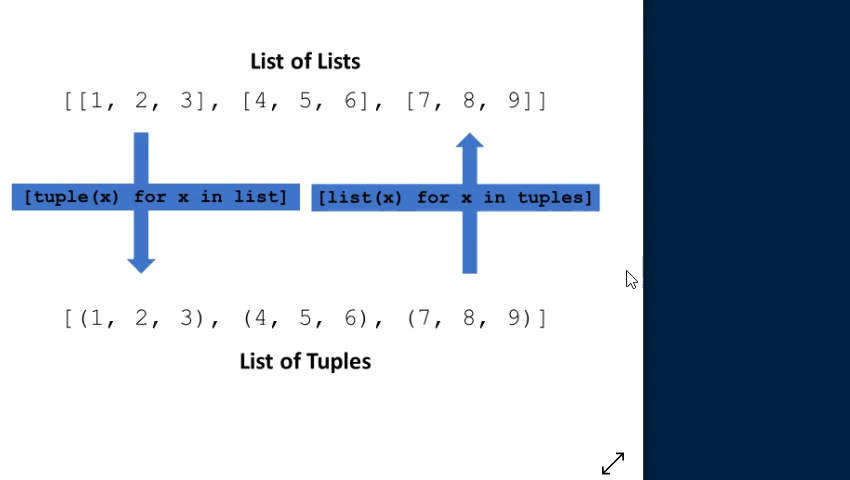 List of Lists
[[1, 2, 3], [4, 5, 6], [7, 8, 9]]
[tuple(x) for x in list]
[list(x) for x in tuples]
[(1, 2, 3), (4, 5, 6), (7, 8, 9)]
List of Tuples